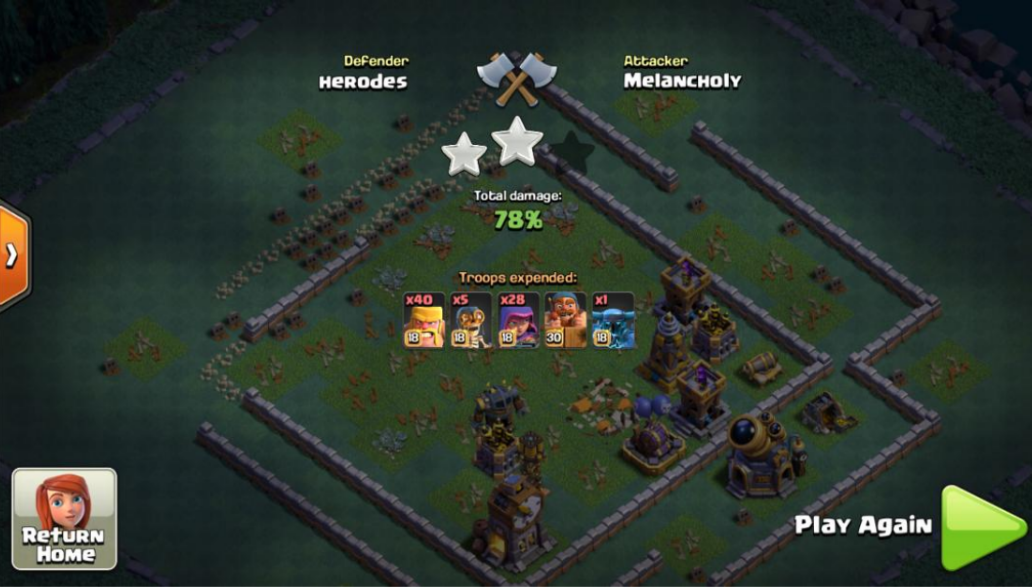 Defender
HERODES
Attacker
Melancholy
Total damage:
78%
Troops expended:
x40 x5 x28 x1
18 18 18 30 18
Return
Home
Play Again